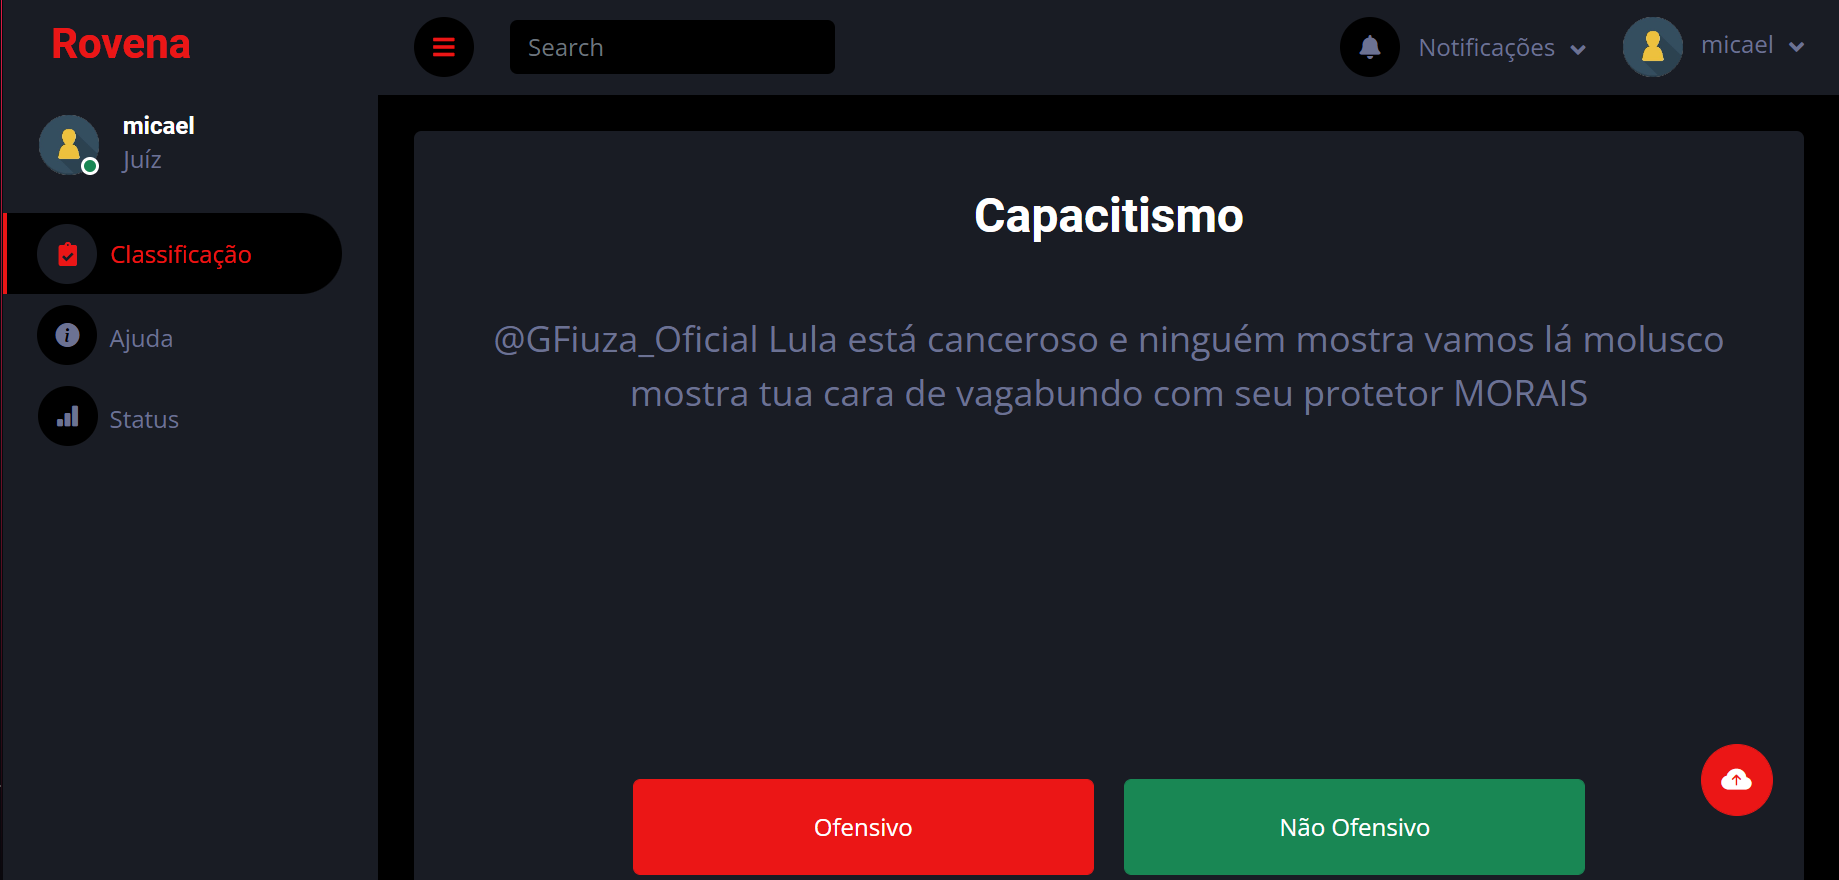 Rovena
Search
Notificações
micael
micael
Juíz
Classificação
Ajuda
Status
Capacitismo
@GFiuza_Oficial Lula está canceroso e ninguém mostra vamos lá molusco
mostra tua cara de vagabundo com seu protetor MORAIS
Ofensivo
Não Ofensivo